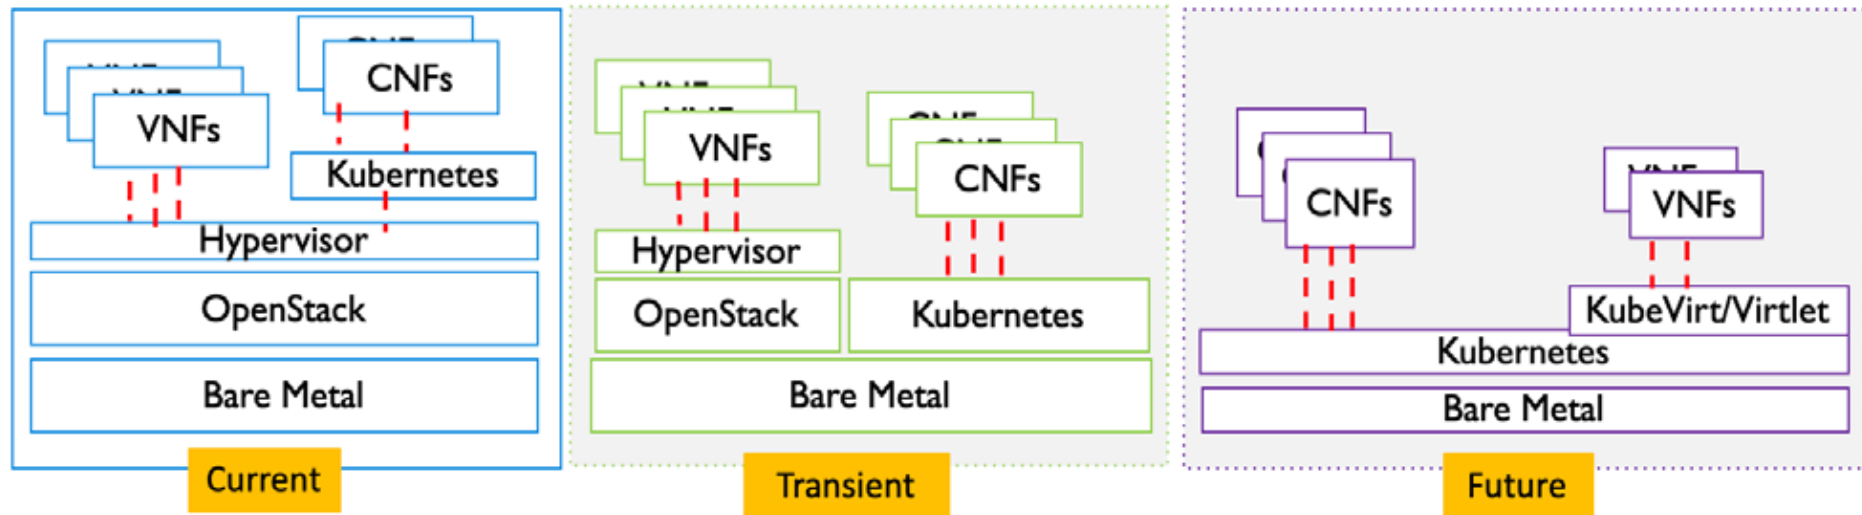 CNFs
VNFs
Kubernetes
Hypervisor
OpenStack
Bare Metal
Current
VNFs
CNFs
Hypervisor
OpenStack
Kubernetes
Bare Metal
Transient
CNFs
VNFs
KubeVirt/Virtlet
Kubernetes
Bare Metal
Future